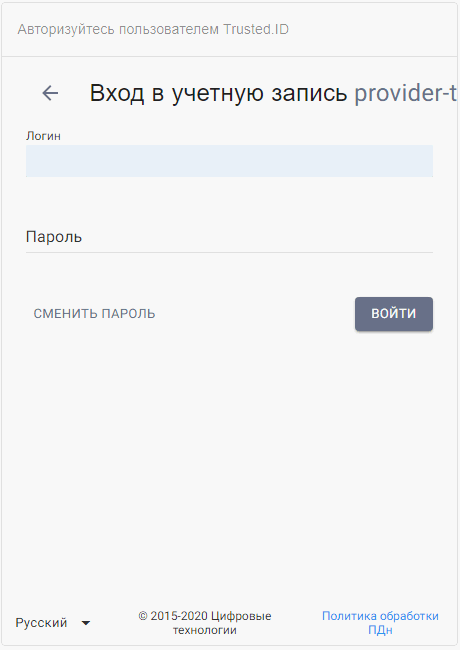 Авторизуйтесь пользователем Trusted.ID
Вход в учетную запись provider-t
Логин
Пароль
СМЕНИТЬ ПАРОЛЬ
ВОЙТИ
Русский
© 2015-2020 Цифровые
технологии
Политика обработки
ПДн